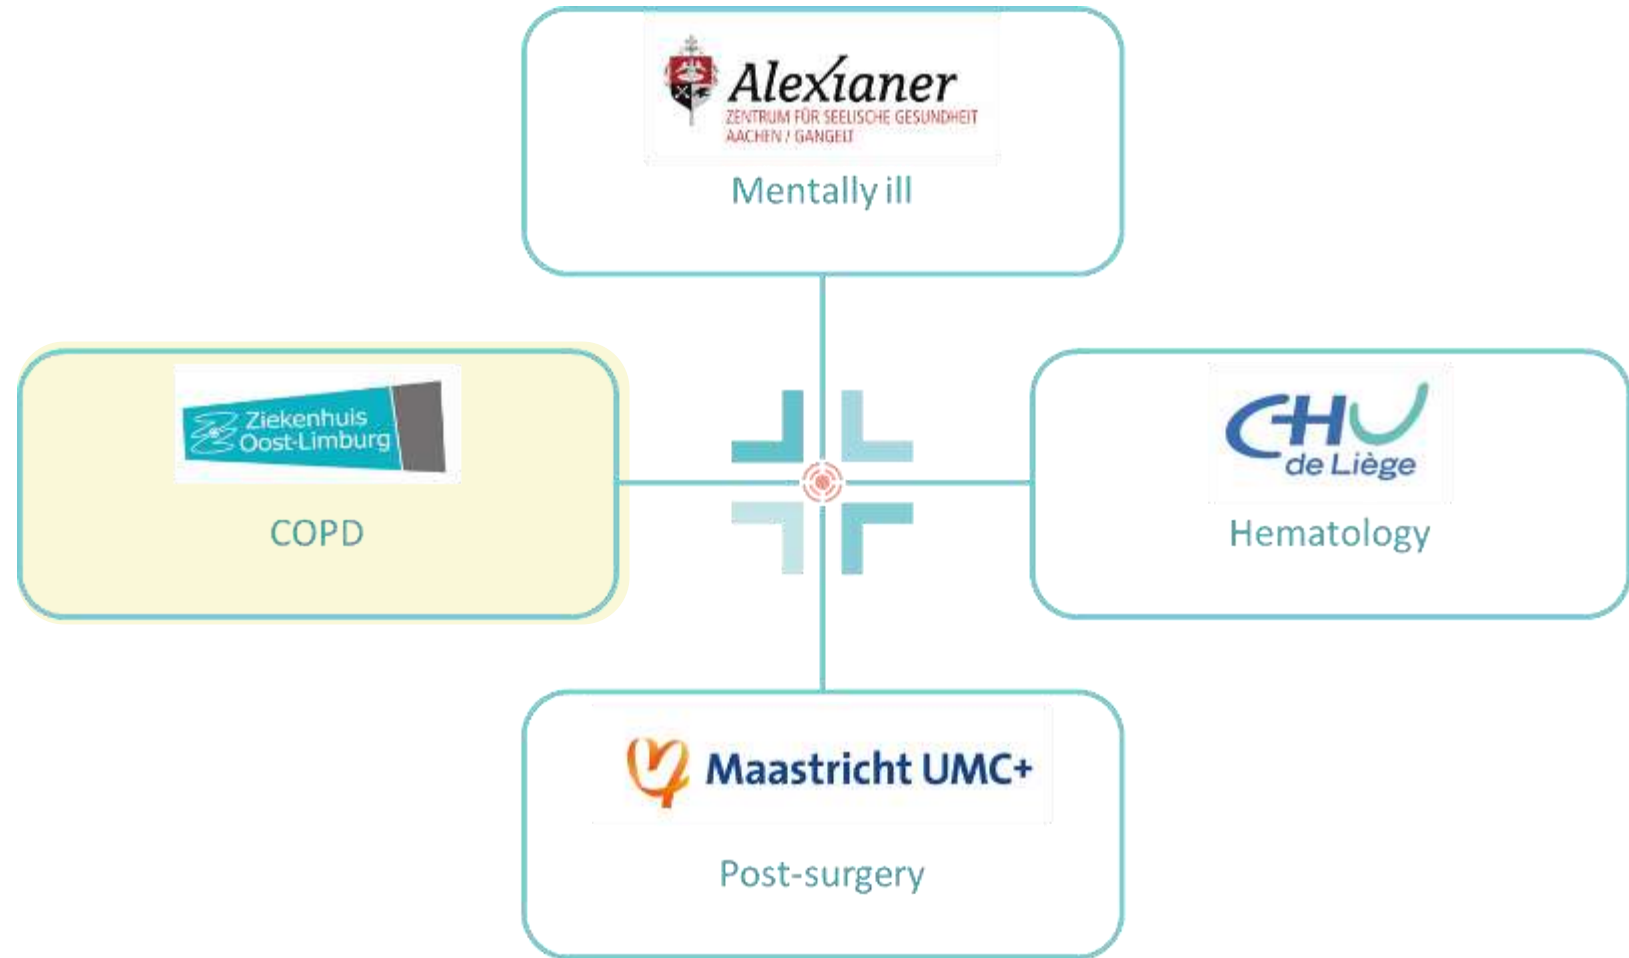 Alexianer
ZENTRUM FÜR SEELISCHE GESUNDHEIT
AACHEN / GANGELT
Mentally ill
Ziekenhuis
Oost-Limburg
COPD
CHU
de Liège
Hematology
Maastricht UMC+
Post-surgery